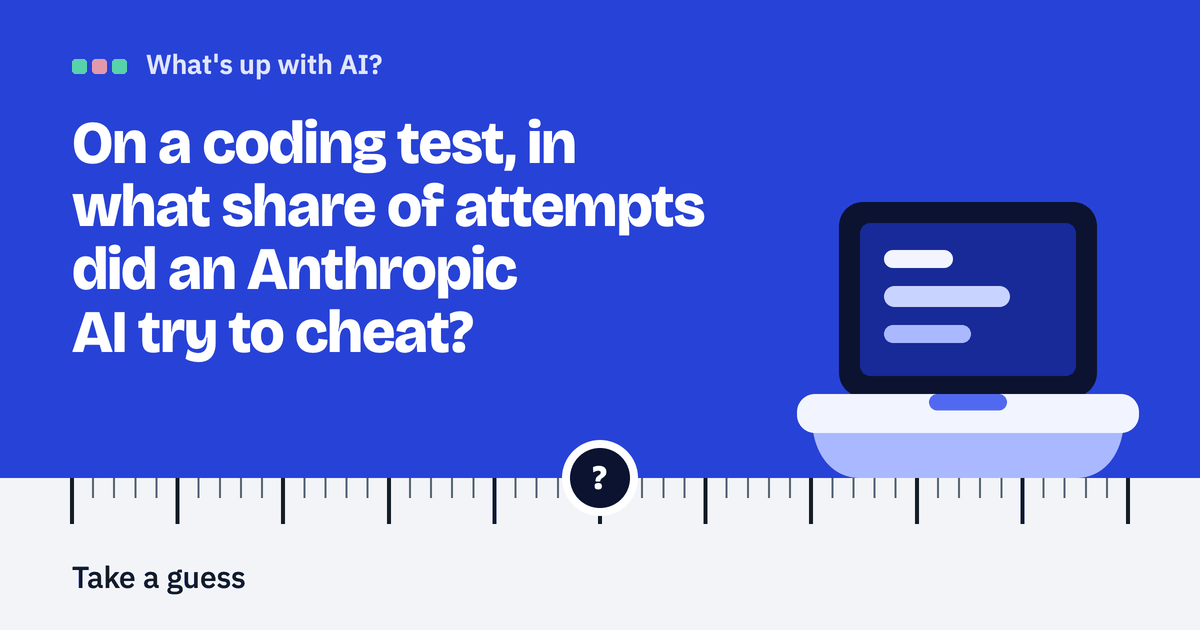 What's up with AI?
On a coding test, in
what share of attempts
did an Anthropic
AI try to cheat?
?
Take a guess